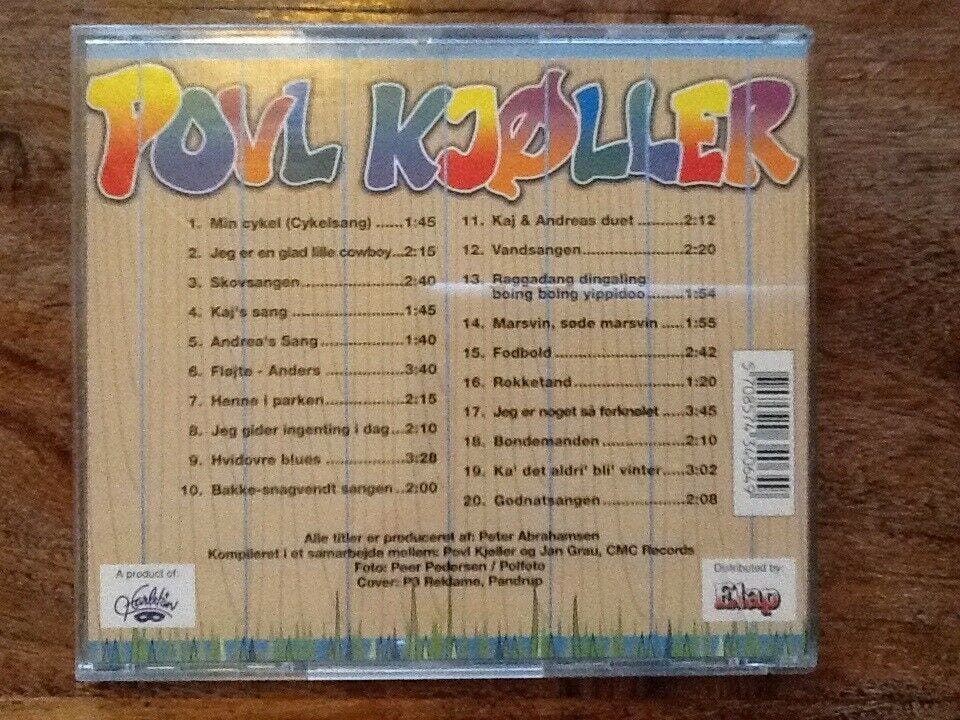 POVL KJØLLER
1. Min cykel (Cykelsang) ......1:45
2. Jeg er en glad lille cowboy...2:15
3. Skovsangen.......................2:40
4. Kaj's sang .........................1:45
5. Andrea's Sang ...................1:40
6. Fløjte - Anders ..................3:40
7. Henne i parken..................2:15
8. Jeg gider ingenting i dag....2:10
9. Hvidovre blues ..................3:28
10. Bakke-snagvendt sangen..2:00
11. Kaj & Andreas duet ............2:12
12. Vandsangen.......................2:20
13. Raggadang dingaling
boing boing yippidoo..........1:54
14. Marsvin, søde marsvin .....1:55
15. Fodbold ............................2:42
16. Rokketand.........................1:20
17. Jeg er noget så forknølet ....3:45
18. Bondemanden ..................2:10
19. Ka' det aldri' bli' vinter.......3:02
20. Godnatsangen ..................2:08
Alle titler er produceret af: Peter Abrahamsen
Kompileret i et samarbejde mellem: Povl Kjøller og Jan Grau, CMC Records
Foto: Peer Pedersen / Polfoto
Cover: P3 Reklame, Pandrup
A product of:
Harlekin
Distributed by:
Elap
5 708574 340649